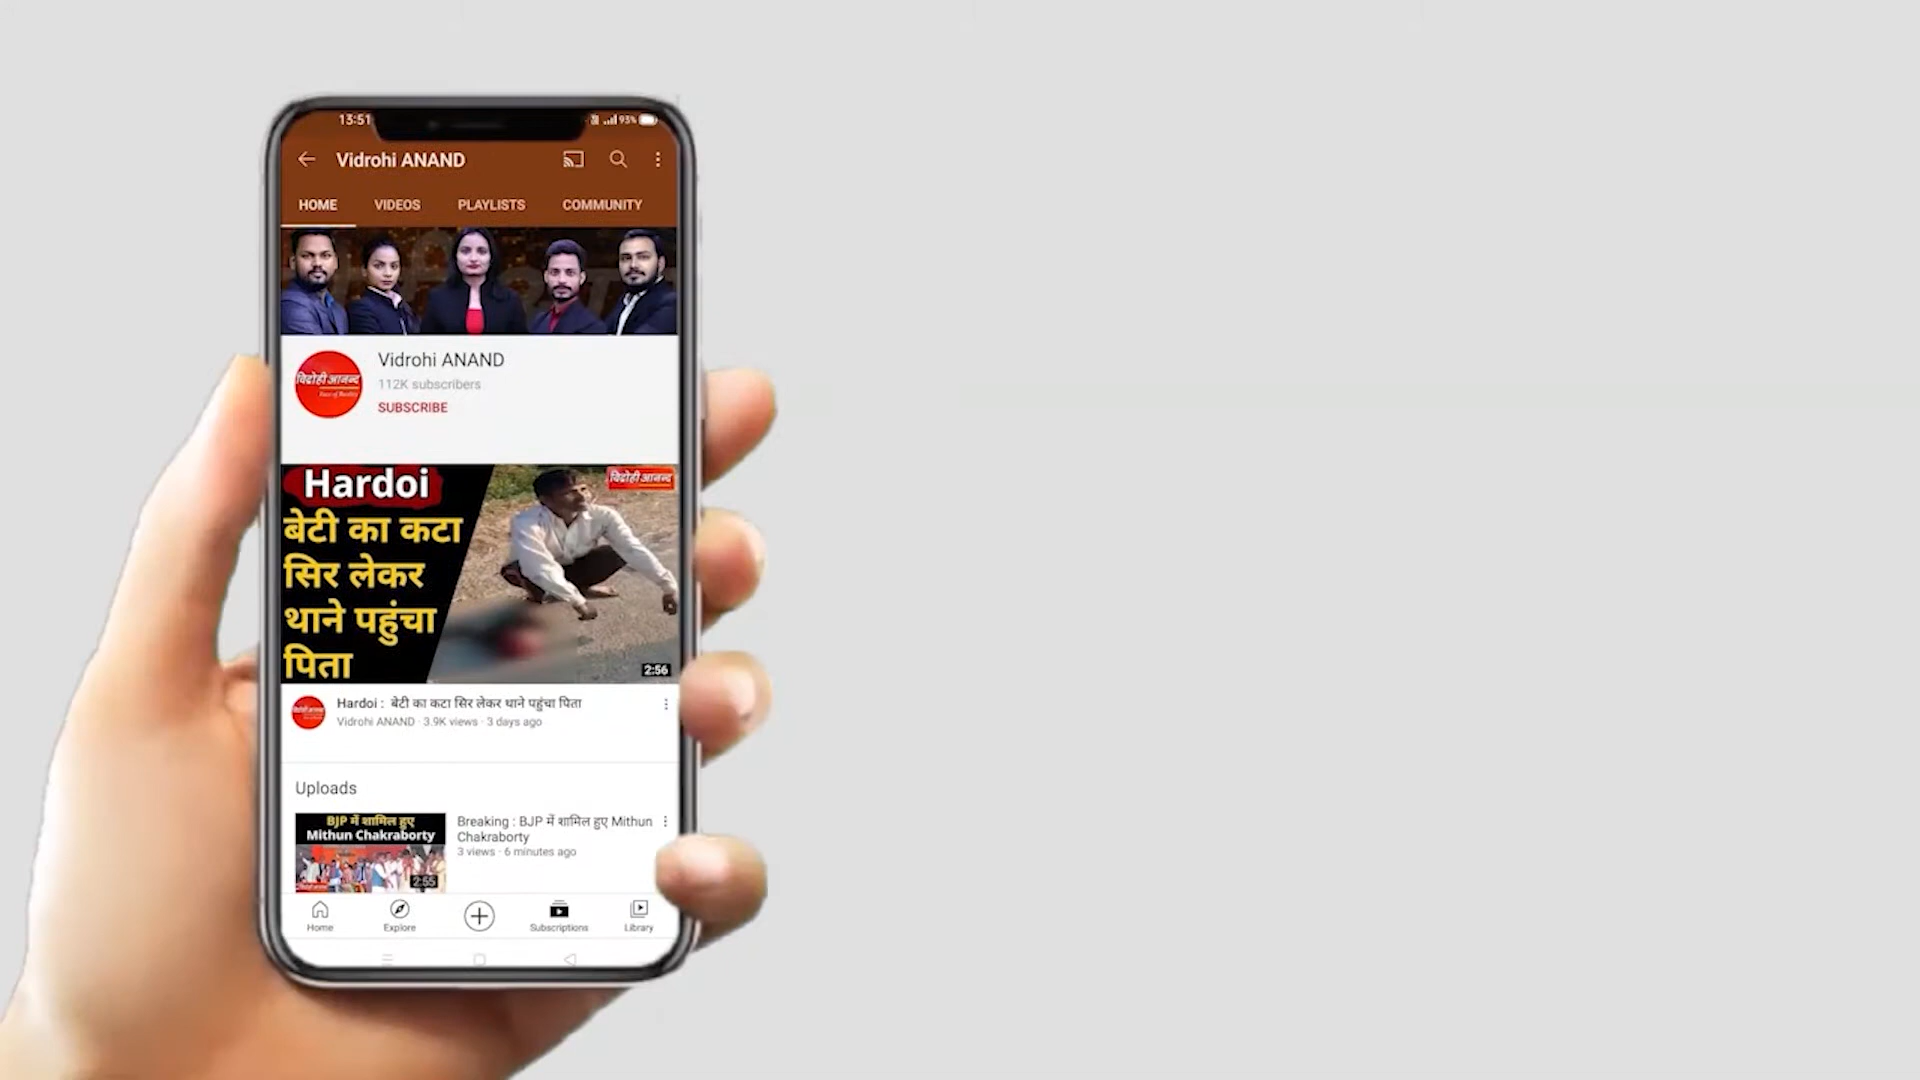 13:51
93%
Vidrohi ANAND
HOME VIDEOS PLAYLISTS COMMUNITY
Vidrohi ANAND
112K subscribers
SUBSCRIBE
विद्रोही आनन्द
Hardoi
विद्रोही आनन्द
बेटी का कटा
सिर लेकर
थाने पहुंचा
पिता
2:56
Hardoi : बेटी का कटा सिर लेकर थाने पहुंचा पिता
Vidrohi ANAND · 3.9K views · 3 days ago
Uploads
BJP में शामिल हुए
Mithun Chakraborty
2:55
Breaking : BJP में शामिल हुए Mithun
Chakraborty
3 views · 6 minutes ago
Home Explore Subscriptions Library